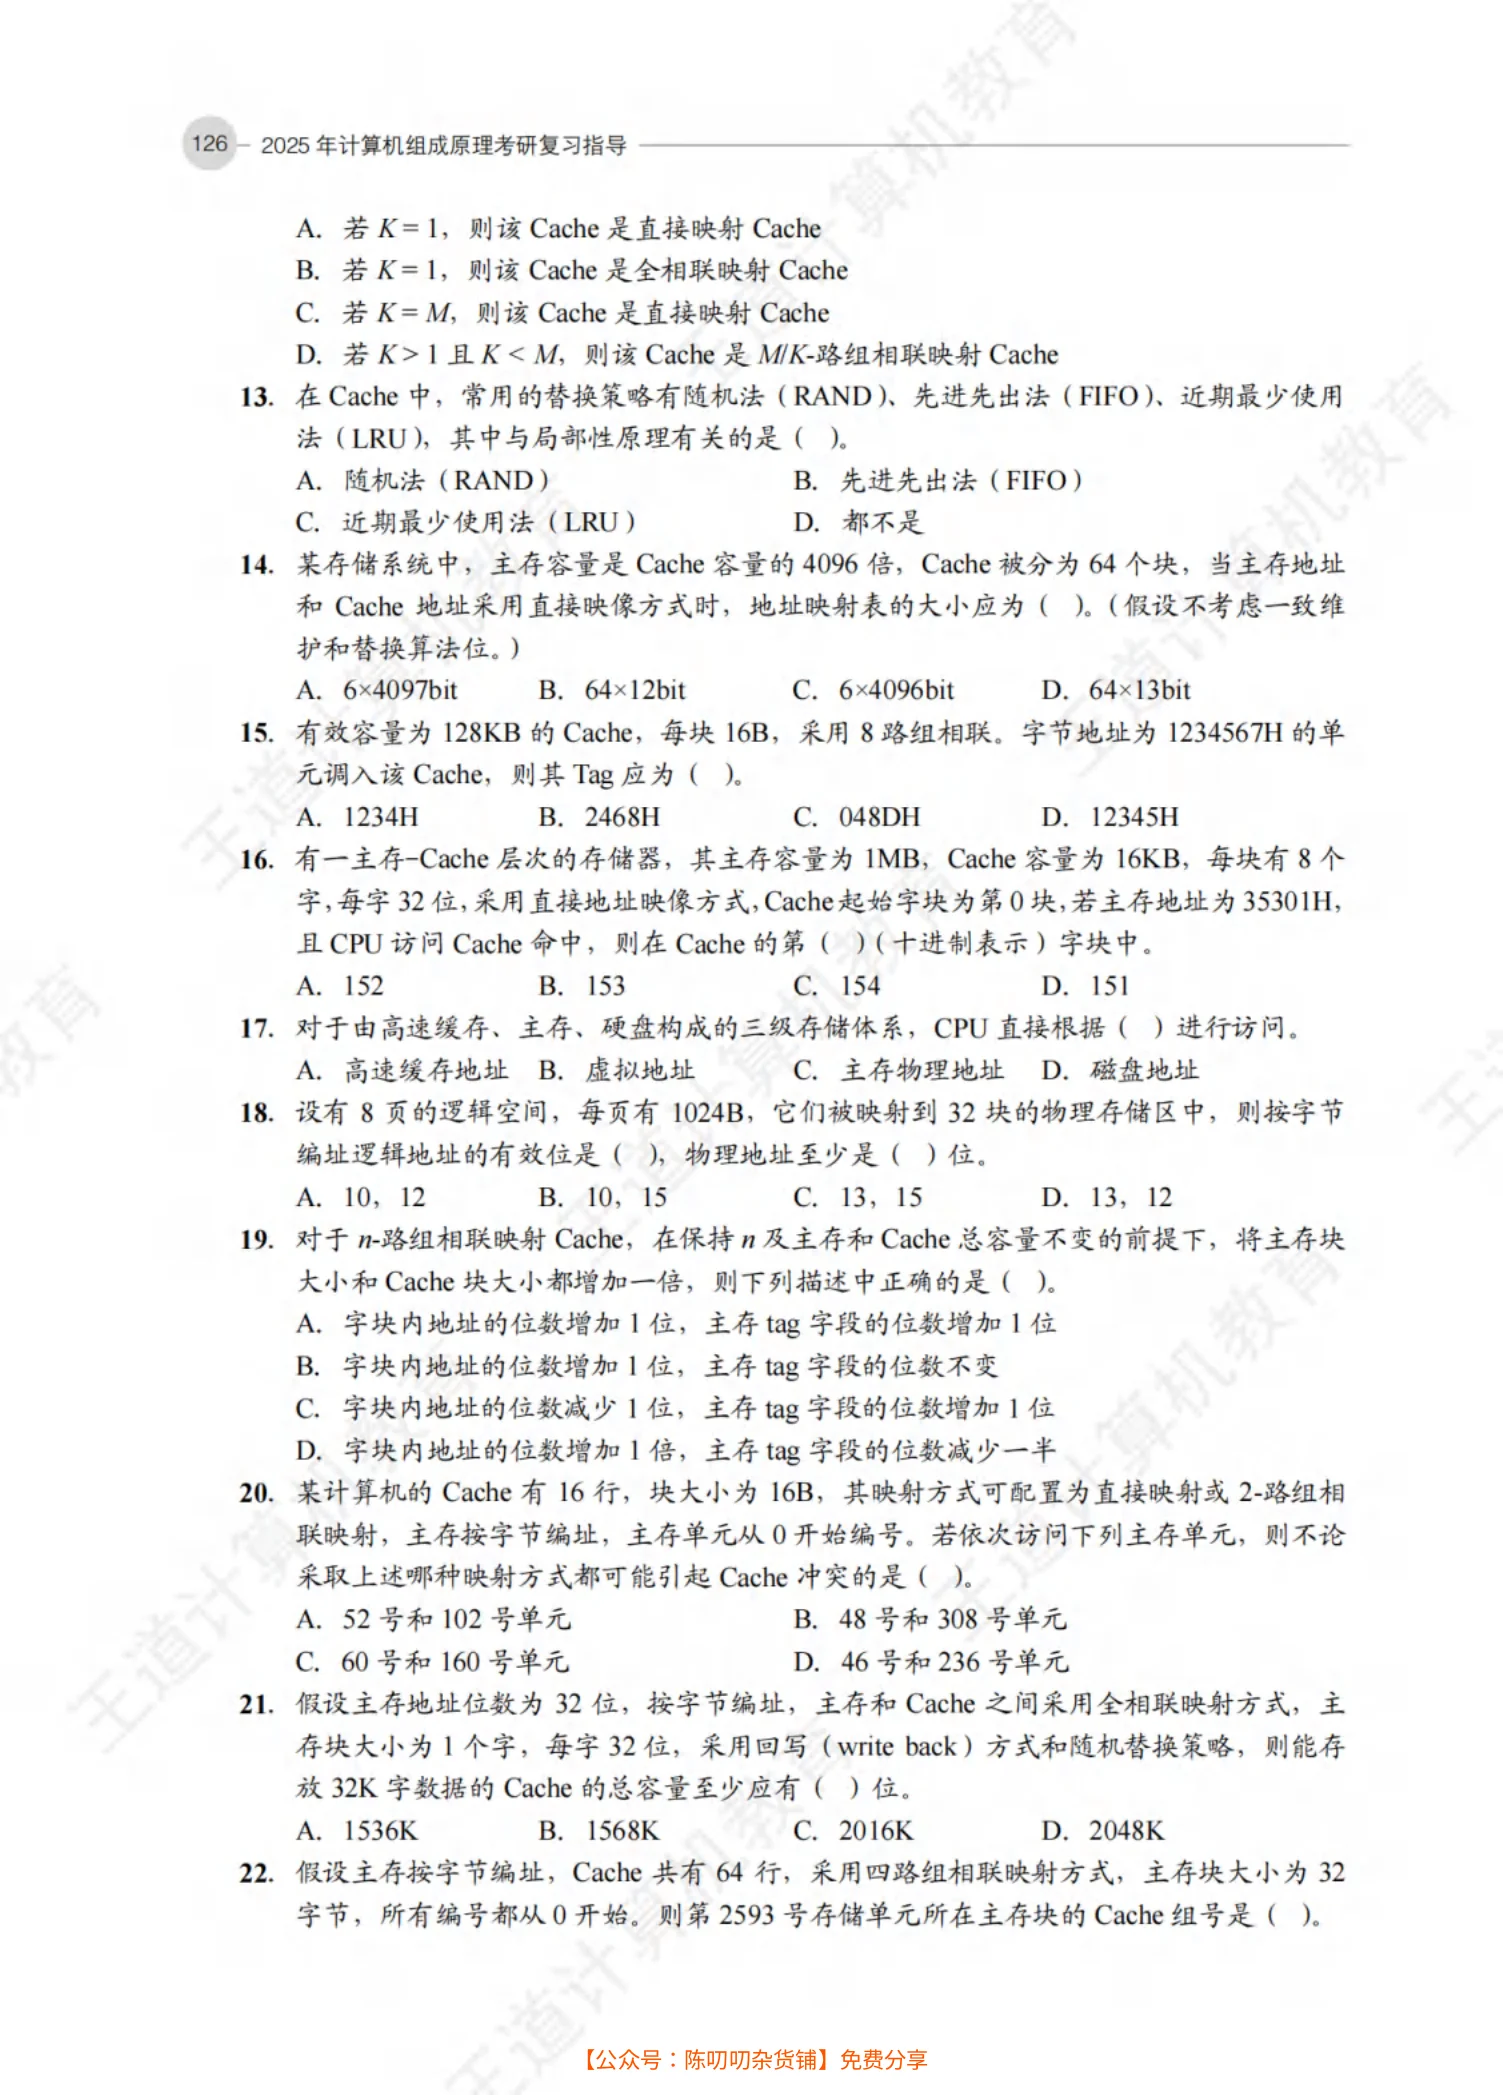 126
2025 年计算机组成原理考研复习指导
A. 若 K = 1，则该 Cache 是直接映射 Cache
B. 若 K = 1，则该 Cache 是全相联映射 Cache
C. 若 K = M，则该 Cache 是直接映射 Cache
D. 若 K > 1 且 K < M，则该 Cache 是 M/K-路组相联映射 Cache
13. 在 Cache 中，常用的替换策略有随机法（RAND）、先进先出法（FIFO）、近期最少使用
法（LRU），其中与局部性原理有关的是（ ）。
A. 随机法（RAND） B. 先进先出法（FIFO）
C. 近期最少使用法（LRU） D. 都不是
14. 某存储系统中，主存容量是 Cache 容量的 4096 倍，Cache 被分为 64 个块，当主存地址
和 Cache 地址采用直接映像方式时，地址映射表的大小应为（ ）。（假设不考虑一致维
护和替换算法位。）
A. 6×4097bit B. 64×12bit C. 6×4096bit D. 64×13bit
15. 有效容量为 128KB 的 Cache，每块 16B，采用 8 路组相联。字节地址为 1234567H 的单
元调入该 Cache，则其 Tag 应为（ ）。
A. 1234H B. 2468H C. 048DH D. 12345H
16. 有一主存-Cache 层次的存储器，其主存容量为 1MB，Cache 容量为 16KB，每块有 8 个
字，每字 32 位，采用直接地址映像方式，Cache 起始字块为第 0 块，若主存地址为 35301H，
且 CPU 访问 Cache 命中，则在 Cache 的第（ ）（十进制表示）字块中。
A. 152 B. 153 C. 154 D. 151
17. 对于由高速缓存、主存、硬盘构成的三级存储体系，CPU 直接根据（ ）进行访问。
A. 高速缓存地址 B. 虚拟地址 C. 主存物理地址 D. 磁盘地址
18. 设有 8 页的逻辑空间，每页有 1024B，它们被映射到 32 块的物理存储区中，则按字节
编址逻辑地址的有效位是（ ），物理地址至少是（ ）位。
A. 10，12 B. 10，15 C. 13，15 D. 13，12
19. 对于 n-路组相联映射 Cache，在保持 n 及主存和 Cache 总容量不变的前提下，将主存块
大小和 Cache 块大小都增加一倍，则下列描述中正确的是（ ）。
A. 字块内地址的位数增加 1 位，主存 tag 字段的位数增加 1 位
B. 字块内地址的位数增加 1 位，主存 tag 字段的位数不变
C. 字块内地址的位数减少 1 位，主存 tag 字段的位数增加 1 位
D. 字块内地址的位数增加 1 倍，主存 tag 字段的位数减少一半
20. 某计算机的 Cache 有 16 行，块大小为 16B，其映射方式可配置为直接映射或 2-路组相
联映射，主存按字节编址，主存单元从 0 开始编号。若依次访问下列主存单元，则不论
采取上述哪种映射方式都可能引起 Cache 冲突的是（ ）。
A. 52 号和 102 号单元 B. 48 号和 308 号单元
C. 60 号和 160 号单元 D. 46 号和 236 号单元
21. 假设主存地址位数为 32 位，按字节编址，主存和 Cache 之间采用全相联映射方式，主
存块大小为 1 个字，每字 32 位，采用回写（write back）方式和随机替换策略，则能存
放 32K 字数据的 Cache 的总容量至少应有（ ）位。
A. 1536K B. 1568K C. 2016K D. 2048K
22. 假设主存按字节编址，Cache 共有 64 行，采用四路组相联映射方式，主存块大小为 32
字节，所有编号都从 0 开始。则第 2593 号存储单元所在主存块的 Cache 组号是（ ）。
王道计算机教育
【公众号：陈叨叨杂货铺】免费分享